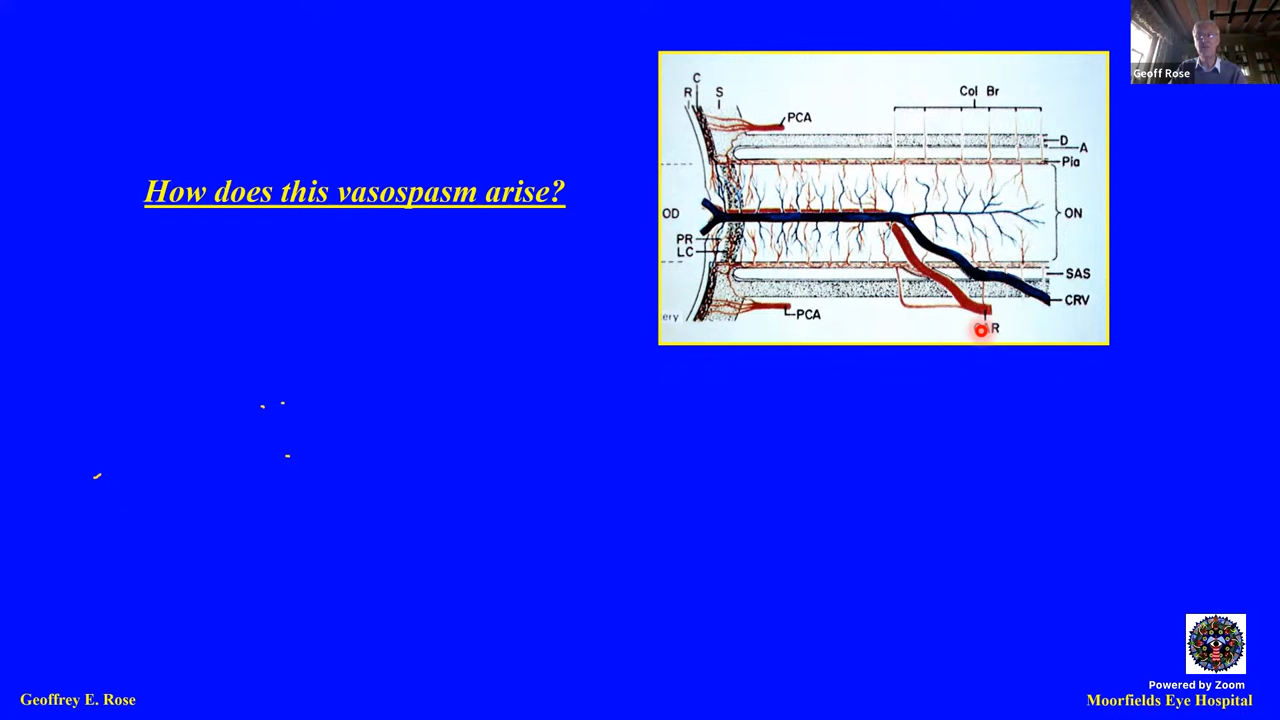 Geoff Rose
How does this vasospasm arise?
C
R
S
PCA
Col Br
D
A
Pia
OD
ON
PR
LC
SAS
CRV
PCA
Powered by Zoom
Geoffrey E. Rose
Moorfields Eye Hospital